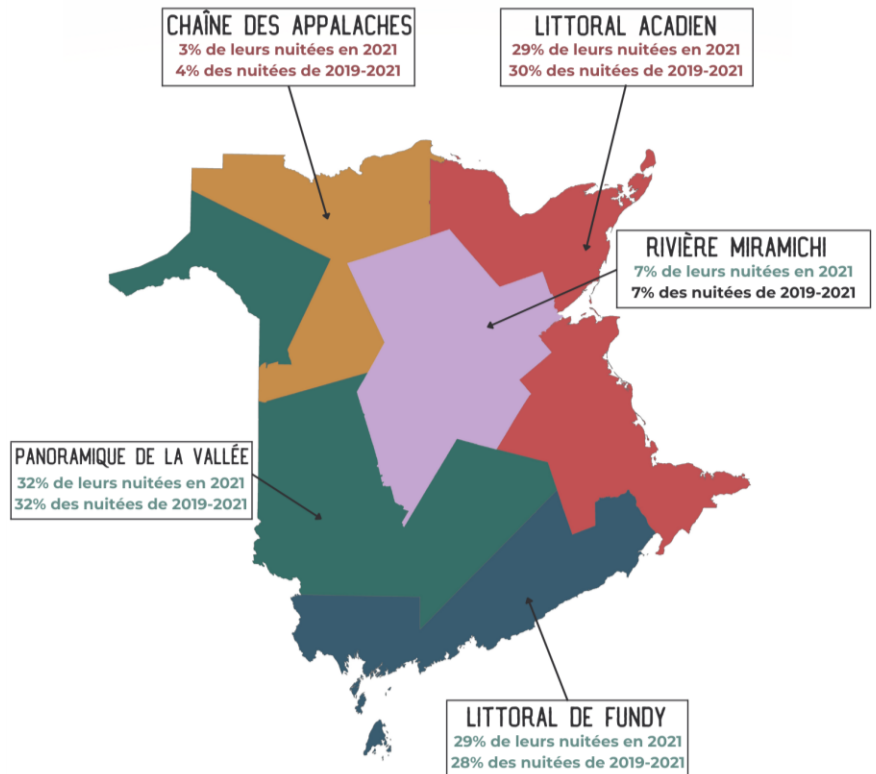 CHAÎNE DES APPALACHES
3% de leurs nuitées en 2021
4% des nuitées de 2019-2021
LITTORAL ACADIEN
29% de leurs nuitées en 2021
30% des nuitées de 2019-2021
RIVIÈRE MIRAMICHI
7% de leurs nuitées en 2021
7% des nuitées de 2019-2021
PANORAMIQUE DE LA VALLÉE
32% de leurs nuitées en 2021
32% des nuitées de 2019-2021
LITTORAL DE FUNDY
29% de leurs nuitées en 2021
28% des nuitées de 2019-2021